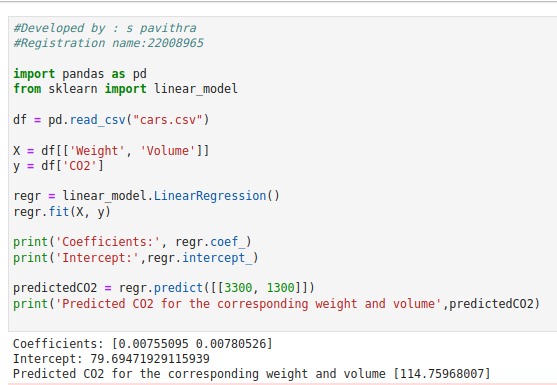 #Developed by : s pavithra
#Registration name:22008965
import pandas as pd
from sklearn import linear_model
df = pd.read_csv("cars.csv")
X = df[['Weight', 'Volume']]
y = df['CO2']
regr = linear_model.LinearRegression()
regr.fit(X, y)
print('Coefficients:', regr.coef_)
print('Intercept:',regr.intercept_)
predictedCO2 = regr.predict([[3300, 1300]])
print('Predicted CO2 for the corresponding weight and volume',predictedCO2)
Coefficients: [0.00755095 0.00780526]
Intercept: 79.69471929115939
Predicted CO2 for the corresponding weight and volume [114.75968007]